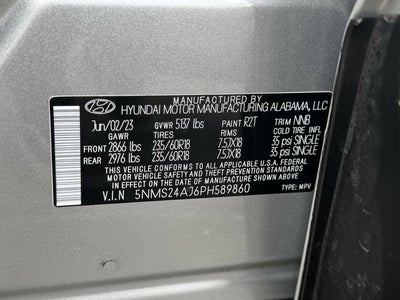 MANUFACTURED BY
HYUNDAI MOTOR MANUFACTURING ALABAMA, LLC
Jun/02/23 GVWR 5137 lbs PAINT R2T TRIM NNB
GAWR TIRES RIMS COLD TIRE INFL
FRONT 2866 lbs 235/60R18 7.5JX18 35 psi SINGLE
REAR 2976 lbs 235/60R18 7.5JX18 35 psi SINGLE
THIS VEHICLE CONFORMS TO ALL APPLICABLE U.S.A. FEDERAL
MOTOR VEHICLE SAFETY AND THEFT PREVENTION STANDARDS
IN EFFECT ON THE DATE OF MANUFACTURE SHOWN ABOVE.
V.I.N 5NMS24AJ6PH589860 TYPE: MPV